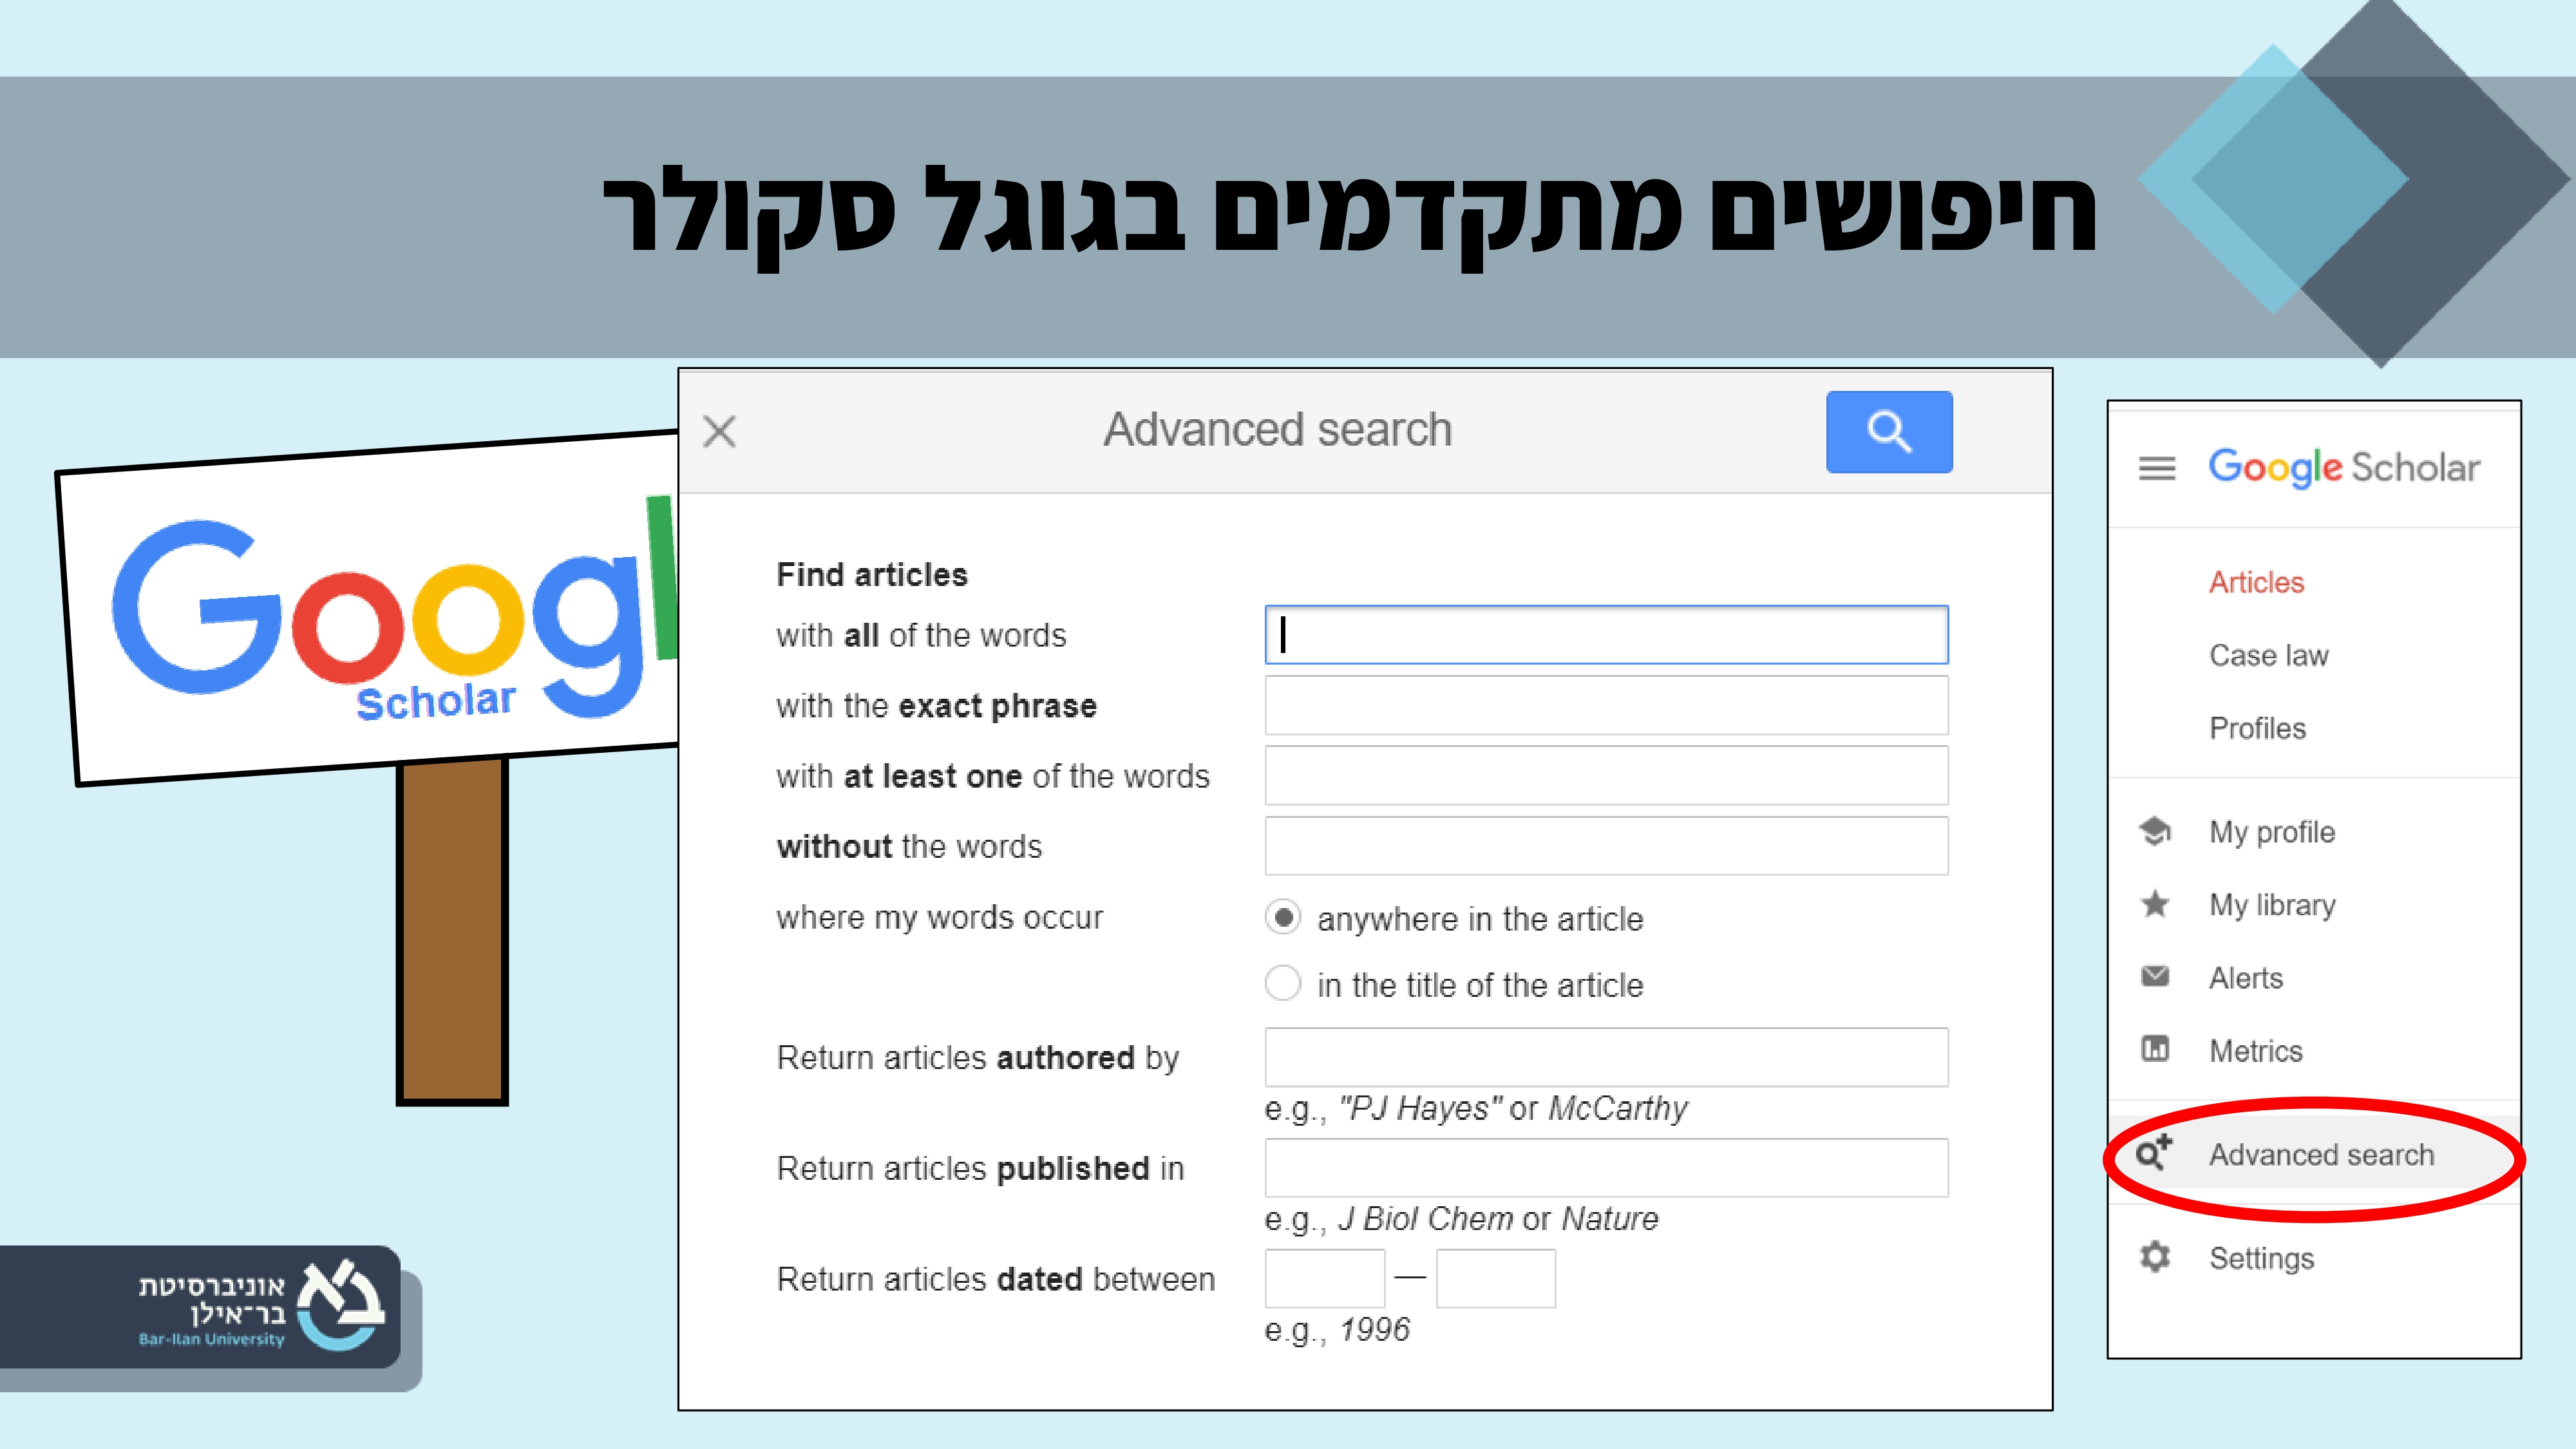 חיפושים מתקדמים בגוגל סקולר
Googl
Scholar
Advanced search
Find articles
with all of the words
with the exact phrase
with at least one of the words
without the words
where my words occur
anywhere in the article
in the title of the article
Return articles authored by
e.g., "PJ Hayes" or McCarthy
Return articles published in
e.g., J Biol Chem or Nature
Return articles dated between
—
e.g., 1996
Google Scholar
Articles
Case law
Profiles
My profile
My library
Alerts
Metrics
Advanced search
Settings
אוניברסיטת
בר־אילן
Bar-Ilan University